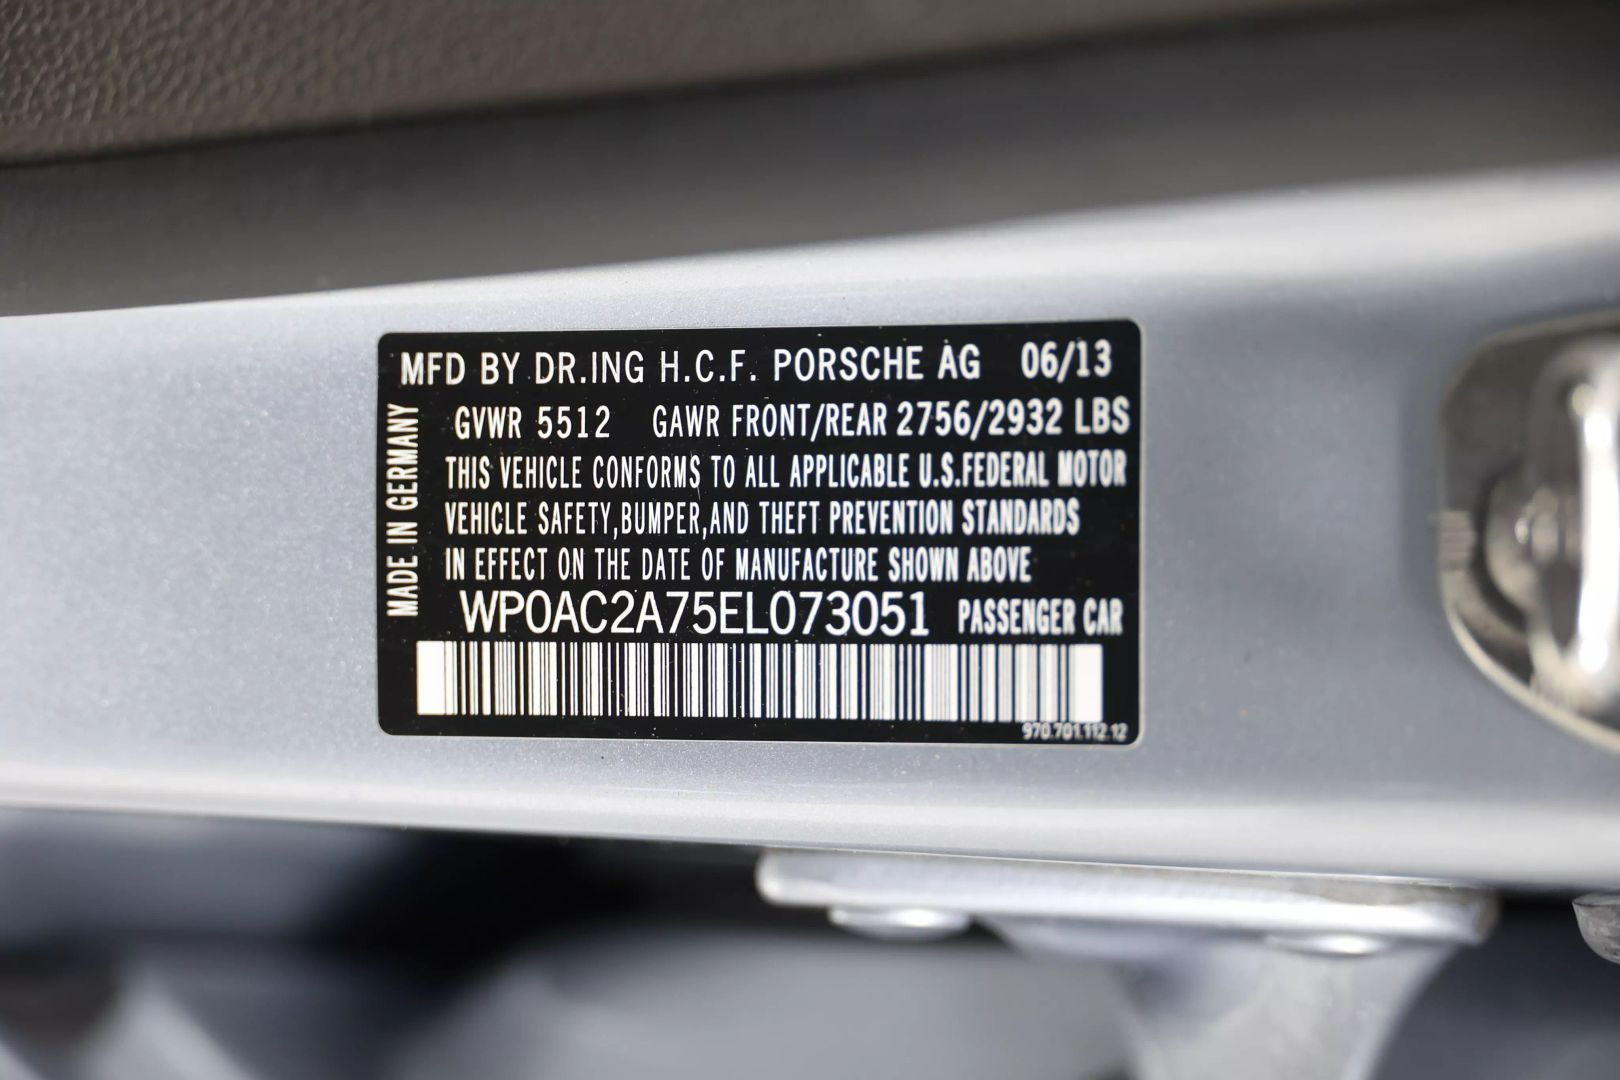 MFD BY DR.ING H.C.F. PORSCHE AG 06/13
GVWR 5512 GAWR FRONT/REAR 2756/2932 LBS
THIS VEHICLE CONFORMS TO ALL APPLICABLE U.S.FEDERAL MOTOR
VEHICLE SAFETY,BUMPER,AND THEFT PREVENTION STANDARDS
IN EFFECT ON THE DATE OF MANUFACTURE SHOWN ABOVE
WP0AC2A75EL073051 PASSENGER CAR
970.701.112.12
MADE IN GERMANY